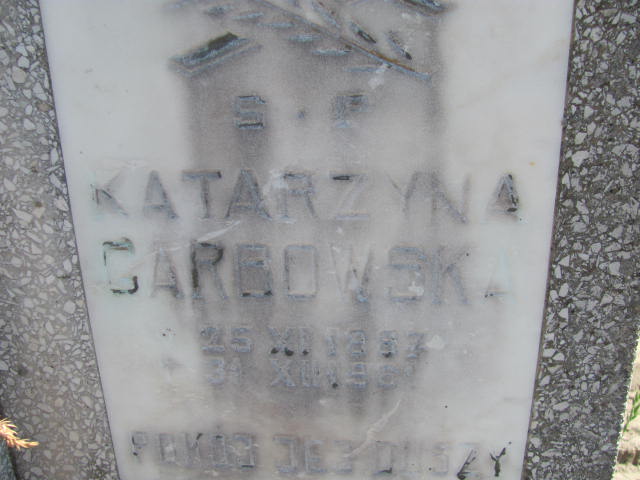 S . P
KATARZYNA
GARBOWSKA
25 XI
31 XII
POKÓJ JEJ DUSZY